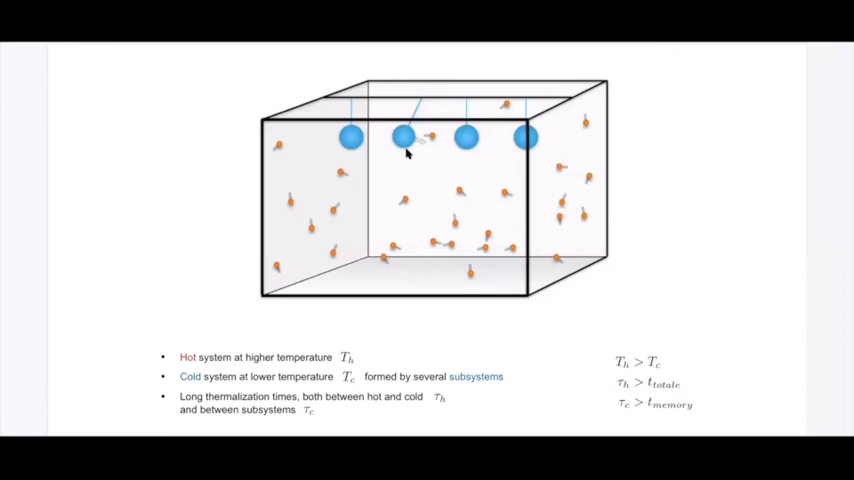 • Hot system at higher temperature T_h
• Cold system at lower temperature T_c formed by several subsystems
• Long thermalization times, both between hot and cold τ_h
and between subsystems τ_c
T_h > T_c
τ_h > t_totale
τ_c > t_memory